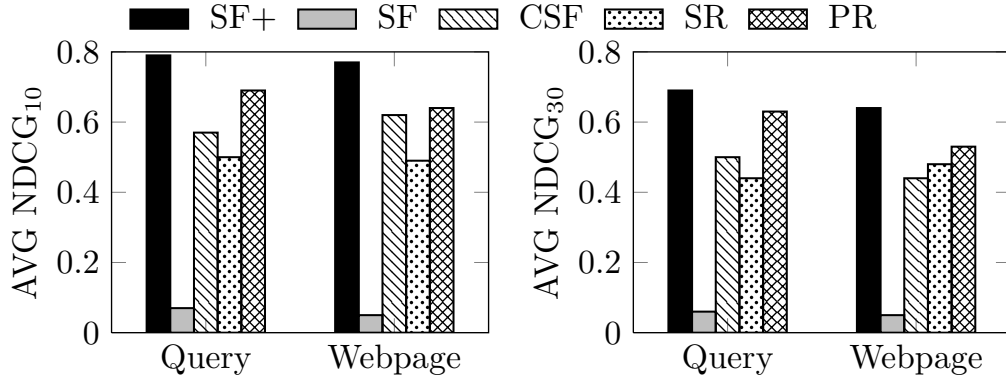 SF+ SF CSF SR PR
AVG NDCG₁₀
0.8
0.6
0.4
0.2
0
Query Webpage
AVG NDCG₃₀
0.8
0.6
0.4
0.2
0
Query Webpage